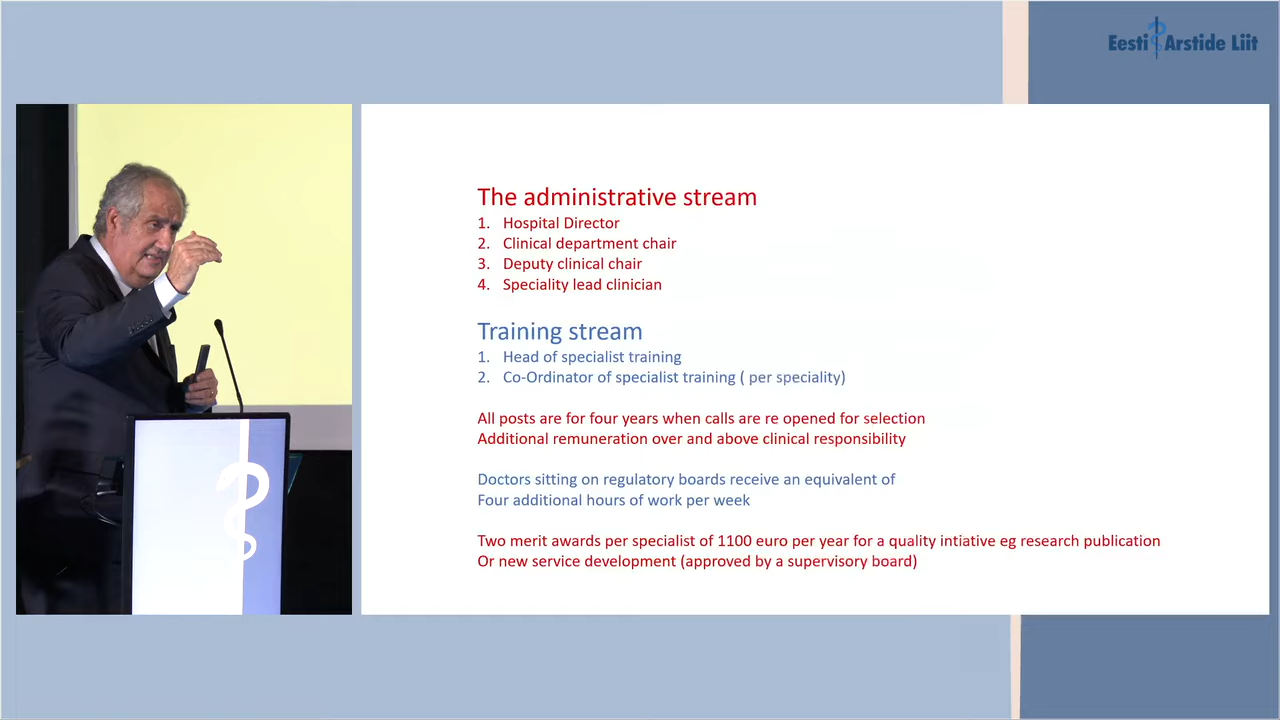 Eesti Arstide Liit
The administrative stream
1. Hospital Director
2. Clinical department chair
3. Deputy clinical chair
4. Speciality lead clinician
Training stream
1. Head of specialist training
2. Co-Ordinator of specialist training ( per speciality)
All posts are for four years when calls are re opened for selection
Additional remuneration over and above clinical responsibility
Doctors sitting on regulatory boards receive an equivalent of
Four additional hours of work per week
Two merit awards per specialist of 1100 euro per year for a quality intiative eg research publication
Or new service development (approved by a supervisory board)